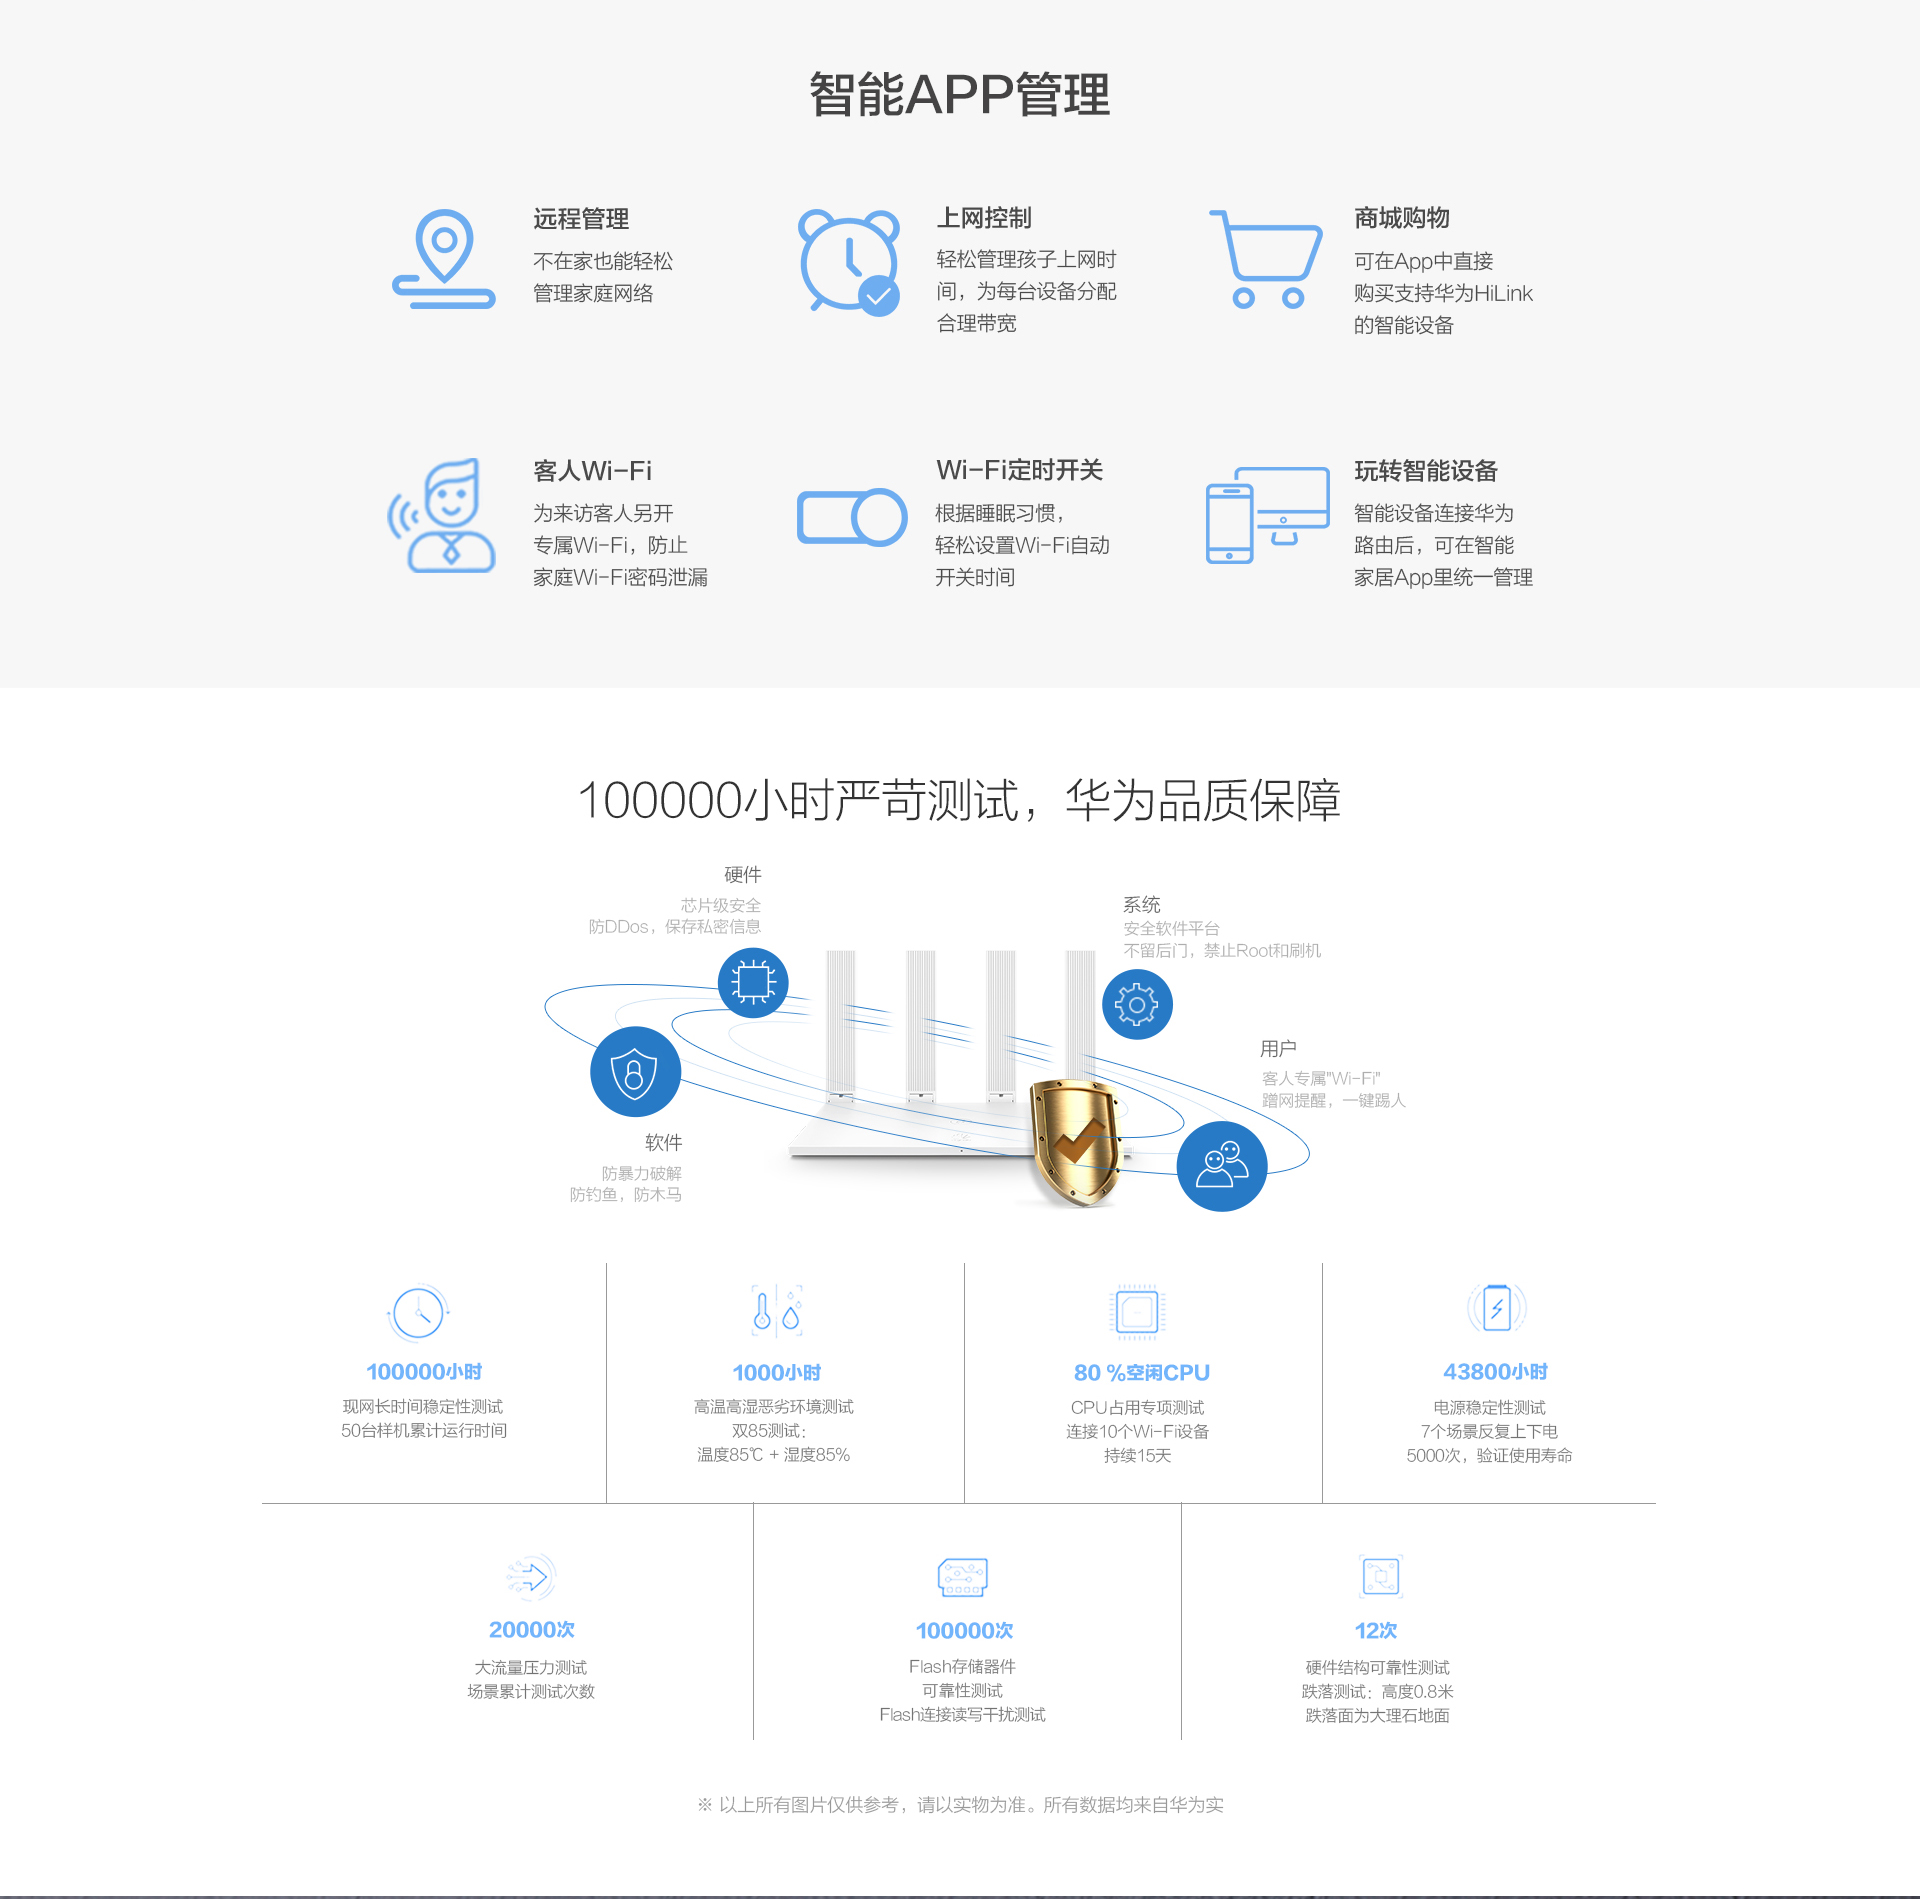 智能APP管理
远程管理
不在家也能轻松
管理家庭网络
上网控制
轻松管理孩子上网时
间，为每台设备分配
合理带宽
商城购物
可在App中直接
购买支持华为HiLink
的智能设备
客人Wi-Fi
为来访客人另开
专属Wi-Fi，防止
家庭Wi-Fi密码泄漏
Wi-Fi定时开关
根据睡眠习惯，
轻松设置Wi-Fi自动
开关时间
玩转智能设备
智能设备连接华为
路由后，可在智能
家居App里统一管理
100000小时严苛测试，华为品质保障
硬件
芯片级安全
防DDos，保存私密信息
系统
安全软件平台
不留后门，禁止Root和刷机
用户
客人专属"Wi-Fi"
蹭网提醒，一键踢人
软件
防暴力破解
防钓鱼，防木马
100000小时
现网长时间稳定性测试
50台样机累计运行时间
1000小时
高温高湿恶劣环境测试
双85测试：
温度85℃ + 湿度85%
80 %空闲CPU
CPU占用专项测试
连接10个Wi-Fi设备
持续15天
43800小时
电源稳定性测试
7个场景反复上下电
5000次，验证使用寿命
20000次
大流量压力测试
场景累计测试次数
100000次
Flash存储器件
可靠性测试
Flash连接读写干扰测试
12次
硬件结构可靠性测试
跌落测试：高度0.8米
跌落面为大理石地面
※ 以上所有图片仅供参考，请以实物为准。所有数据均来自华为实